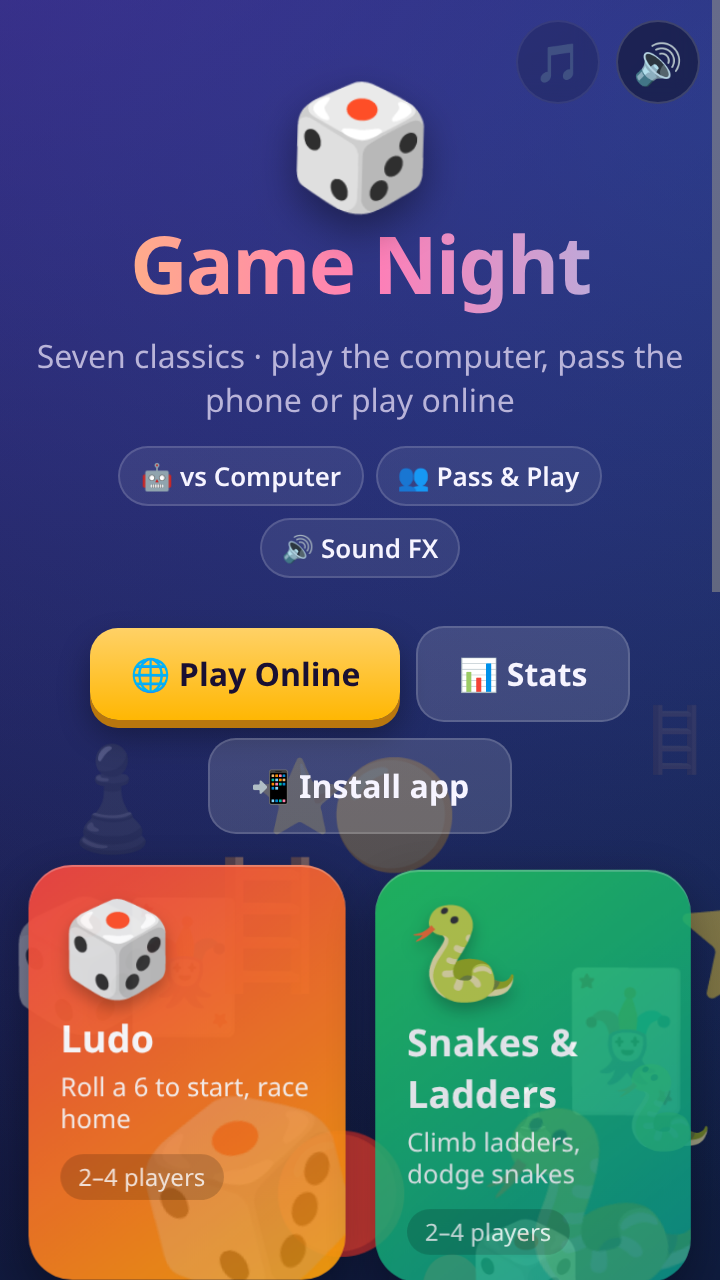 Game Night
Seven classics · play the computer, pass the
phone or play online
vs Computer
Pass & Play
Sound FX
Play Online
Stats
Install app
Ludo
Roll a 6 to start, race
home
2–4 players
Snakes &
Ladders
Climb ladders,
dodge snakes
2–4 players